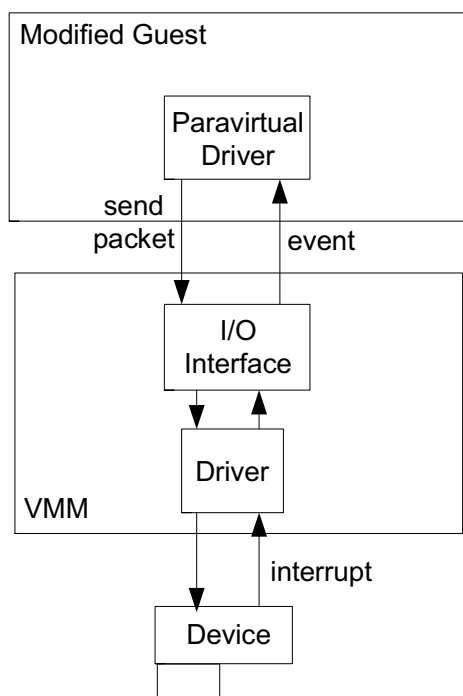 Modified Guest
Paravirtual
Driver
send
packet
event
I/O
Interface
Driver
VMM
interrupt
Device